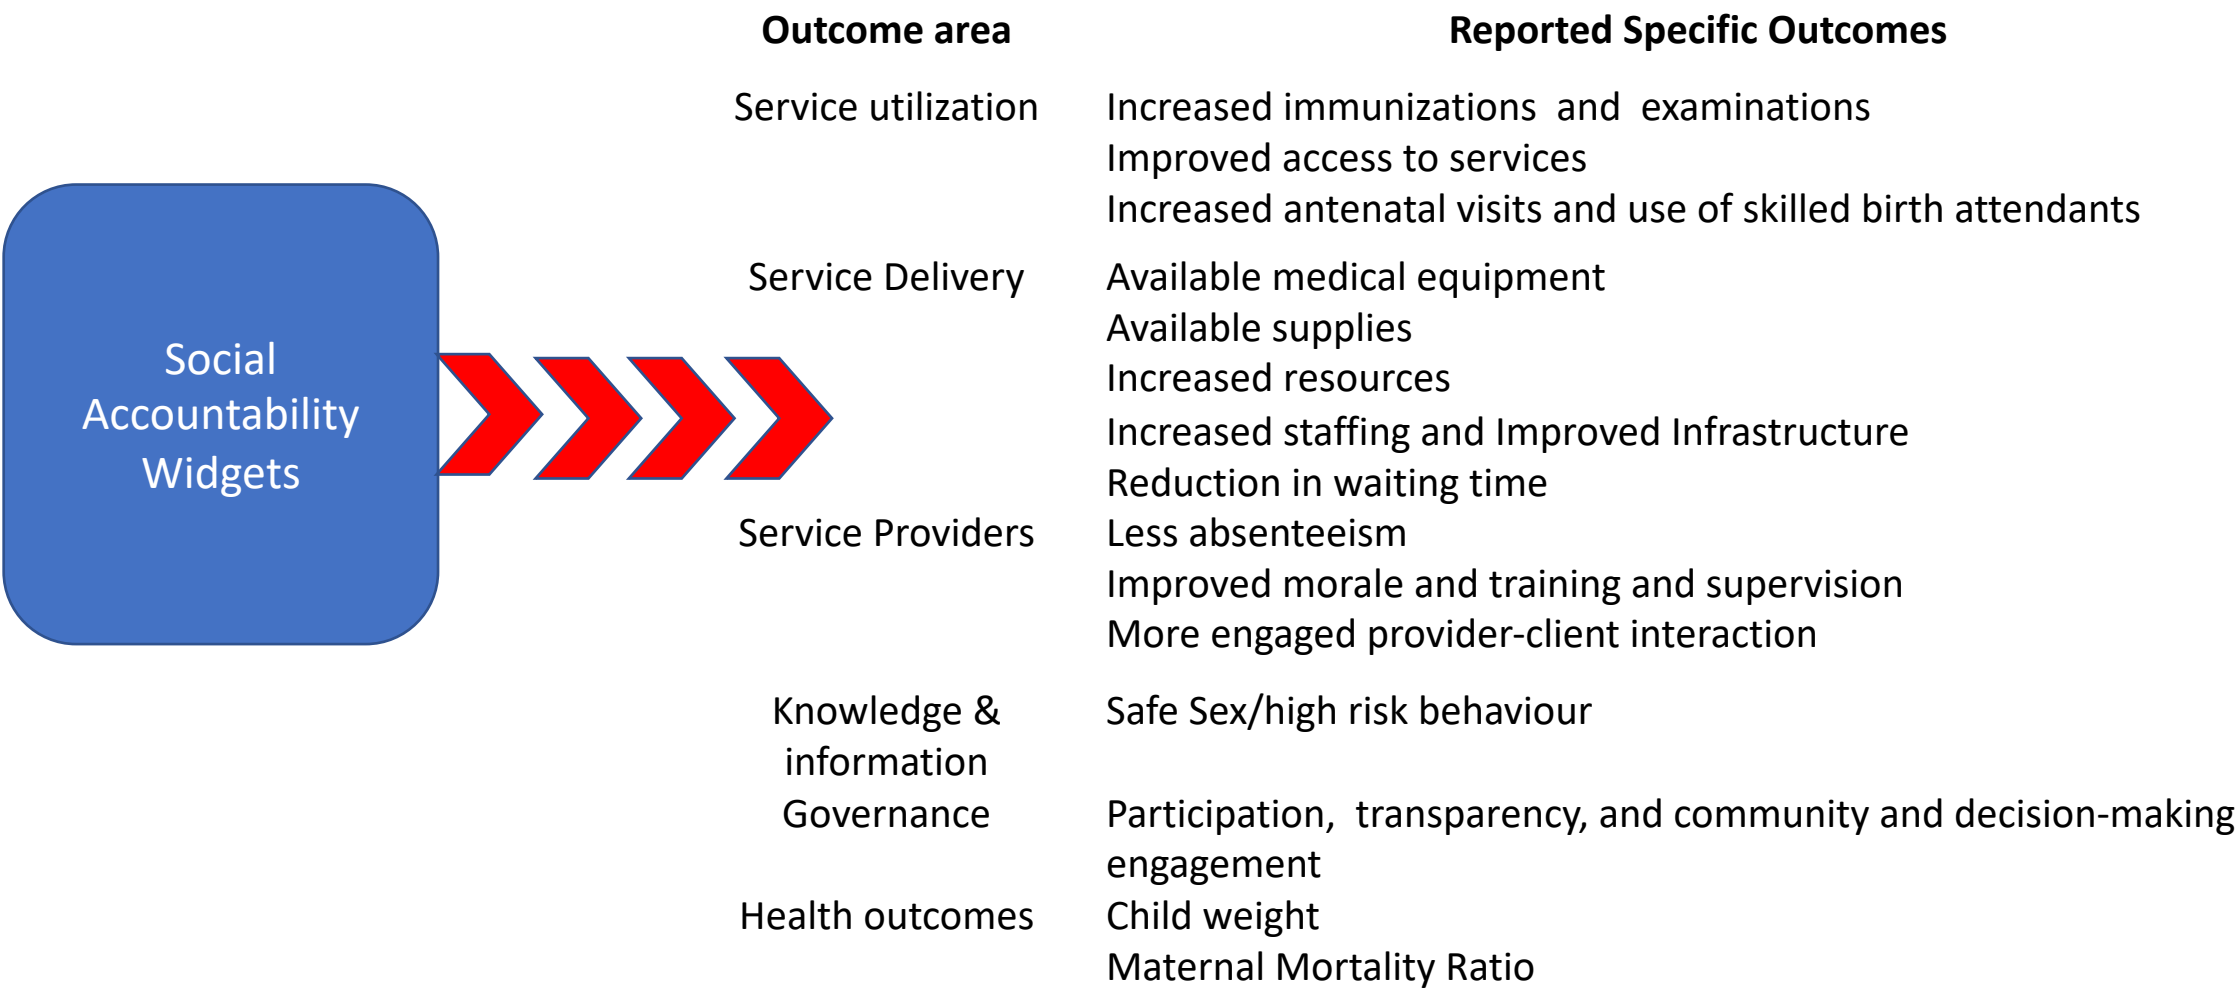 Outcome area Reported Specific Outcomes
Service utilization Increased immunizations and examinations
Improved access to services
Increased antenatal visits and use of skilled birth attendants
Service Delivery Available medical equipment
Available supplies
Increased resources
Increased staffing and Improved Infrastructure
Reduction in waiting time
Service Providers Less absenteeism
Improved morale and training and supervision
More engaged provider-client interaction
Knowledge & Safe Sex/high risk behaviour
information
Governance Participation, transparency, and community and decision-making
engagement
Health outcomes Child weight
Maternal Mortality Ratio
Social
Accountability
Widgets